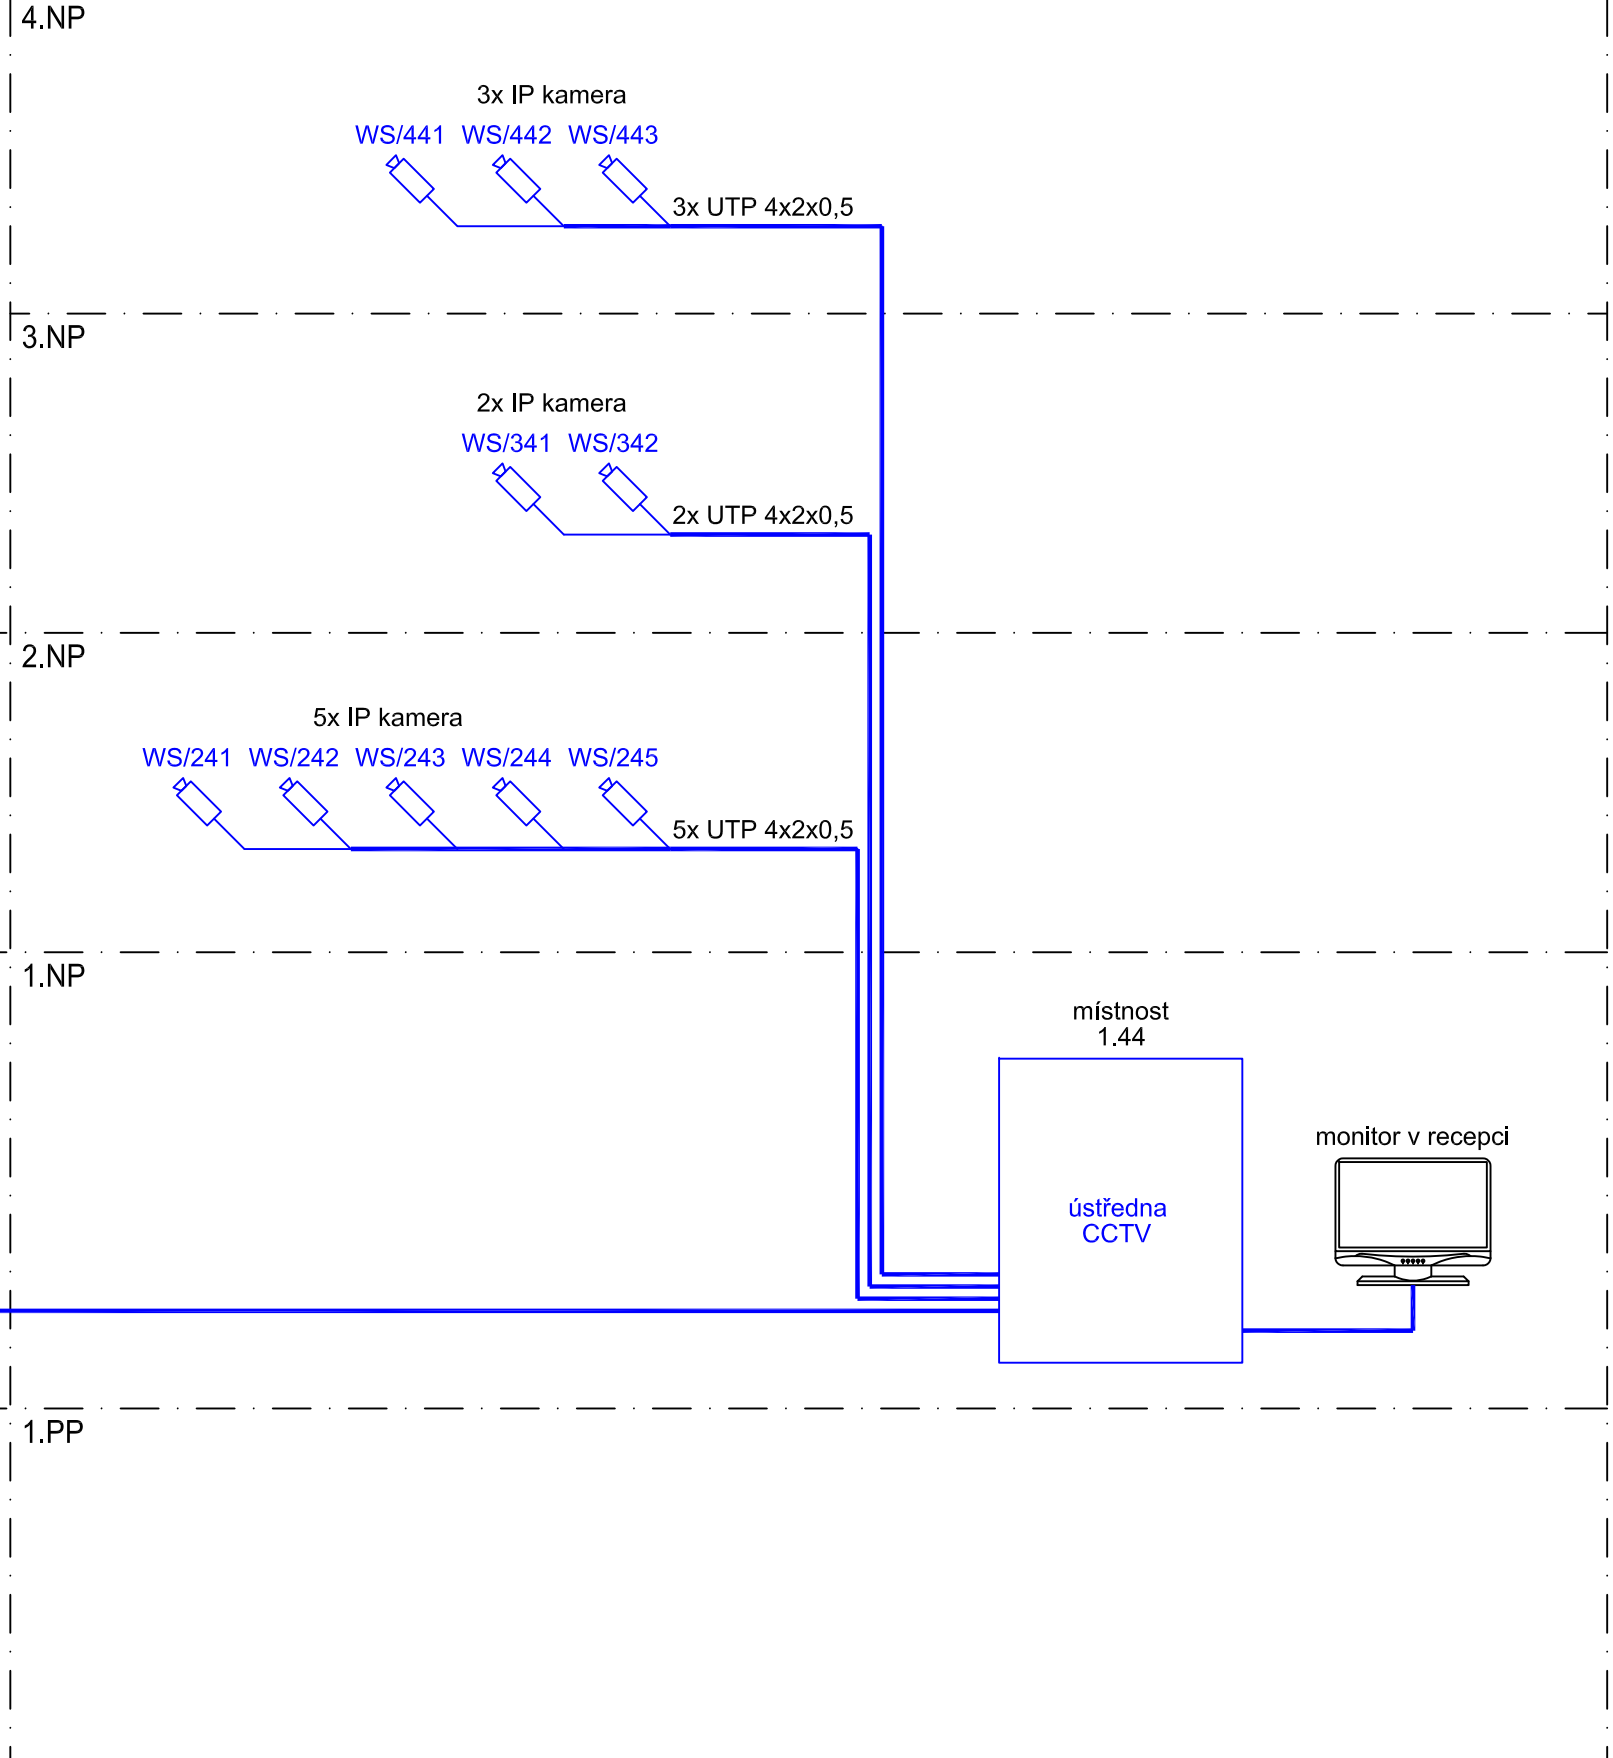 4.NP
3x IP kamera
WS/441 WS/442 WS/443
3x UTP 4x2x0,5
3.NP
2x IP kamera
WS/341 WS/342
2x UTP 4x2x0,5
2.NP
5x IP kamera
WS/241 WS/242 WS/243 WS/244 WS/245
5x UTP 4x2x0,5
1.NP
místnost
1.44
monitor v recepci
ústředna
CCTV
1.PP